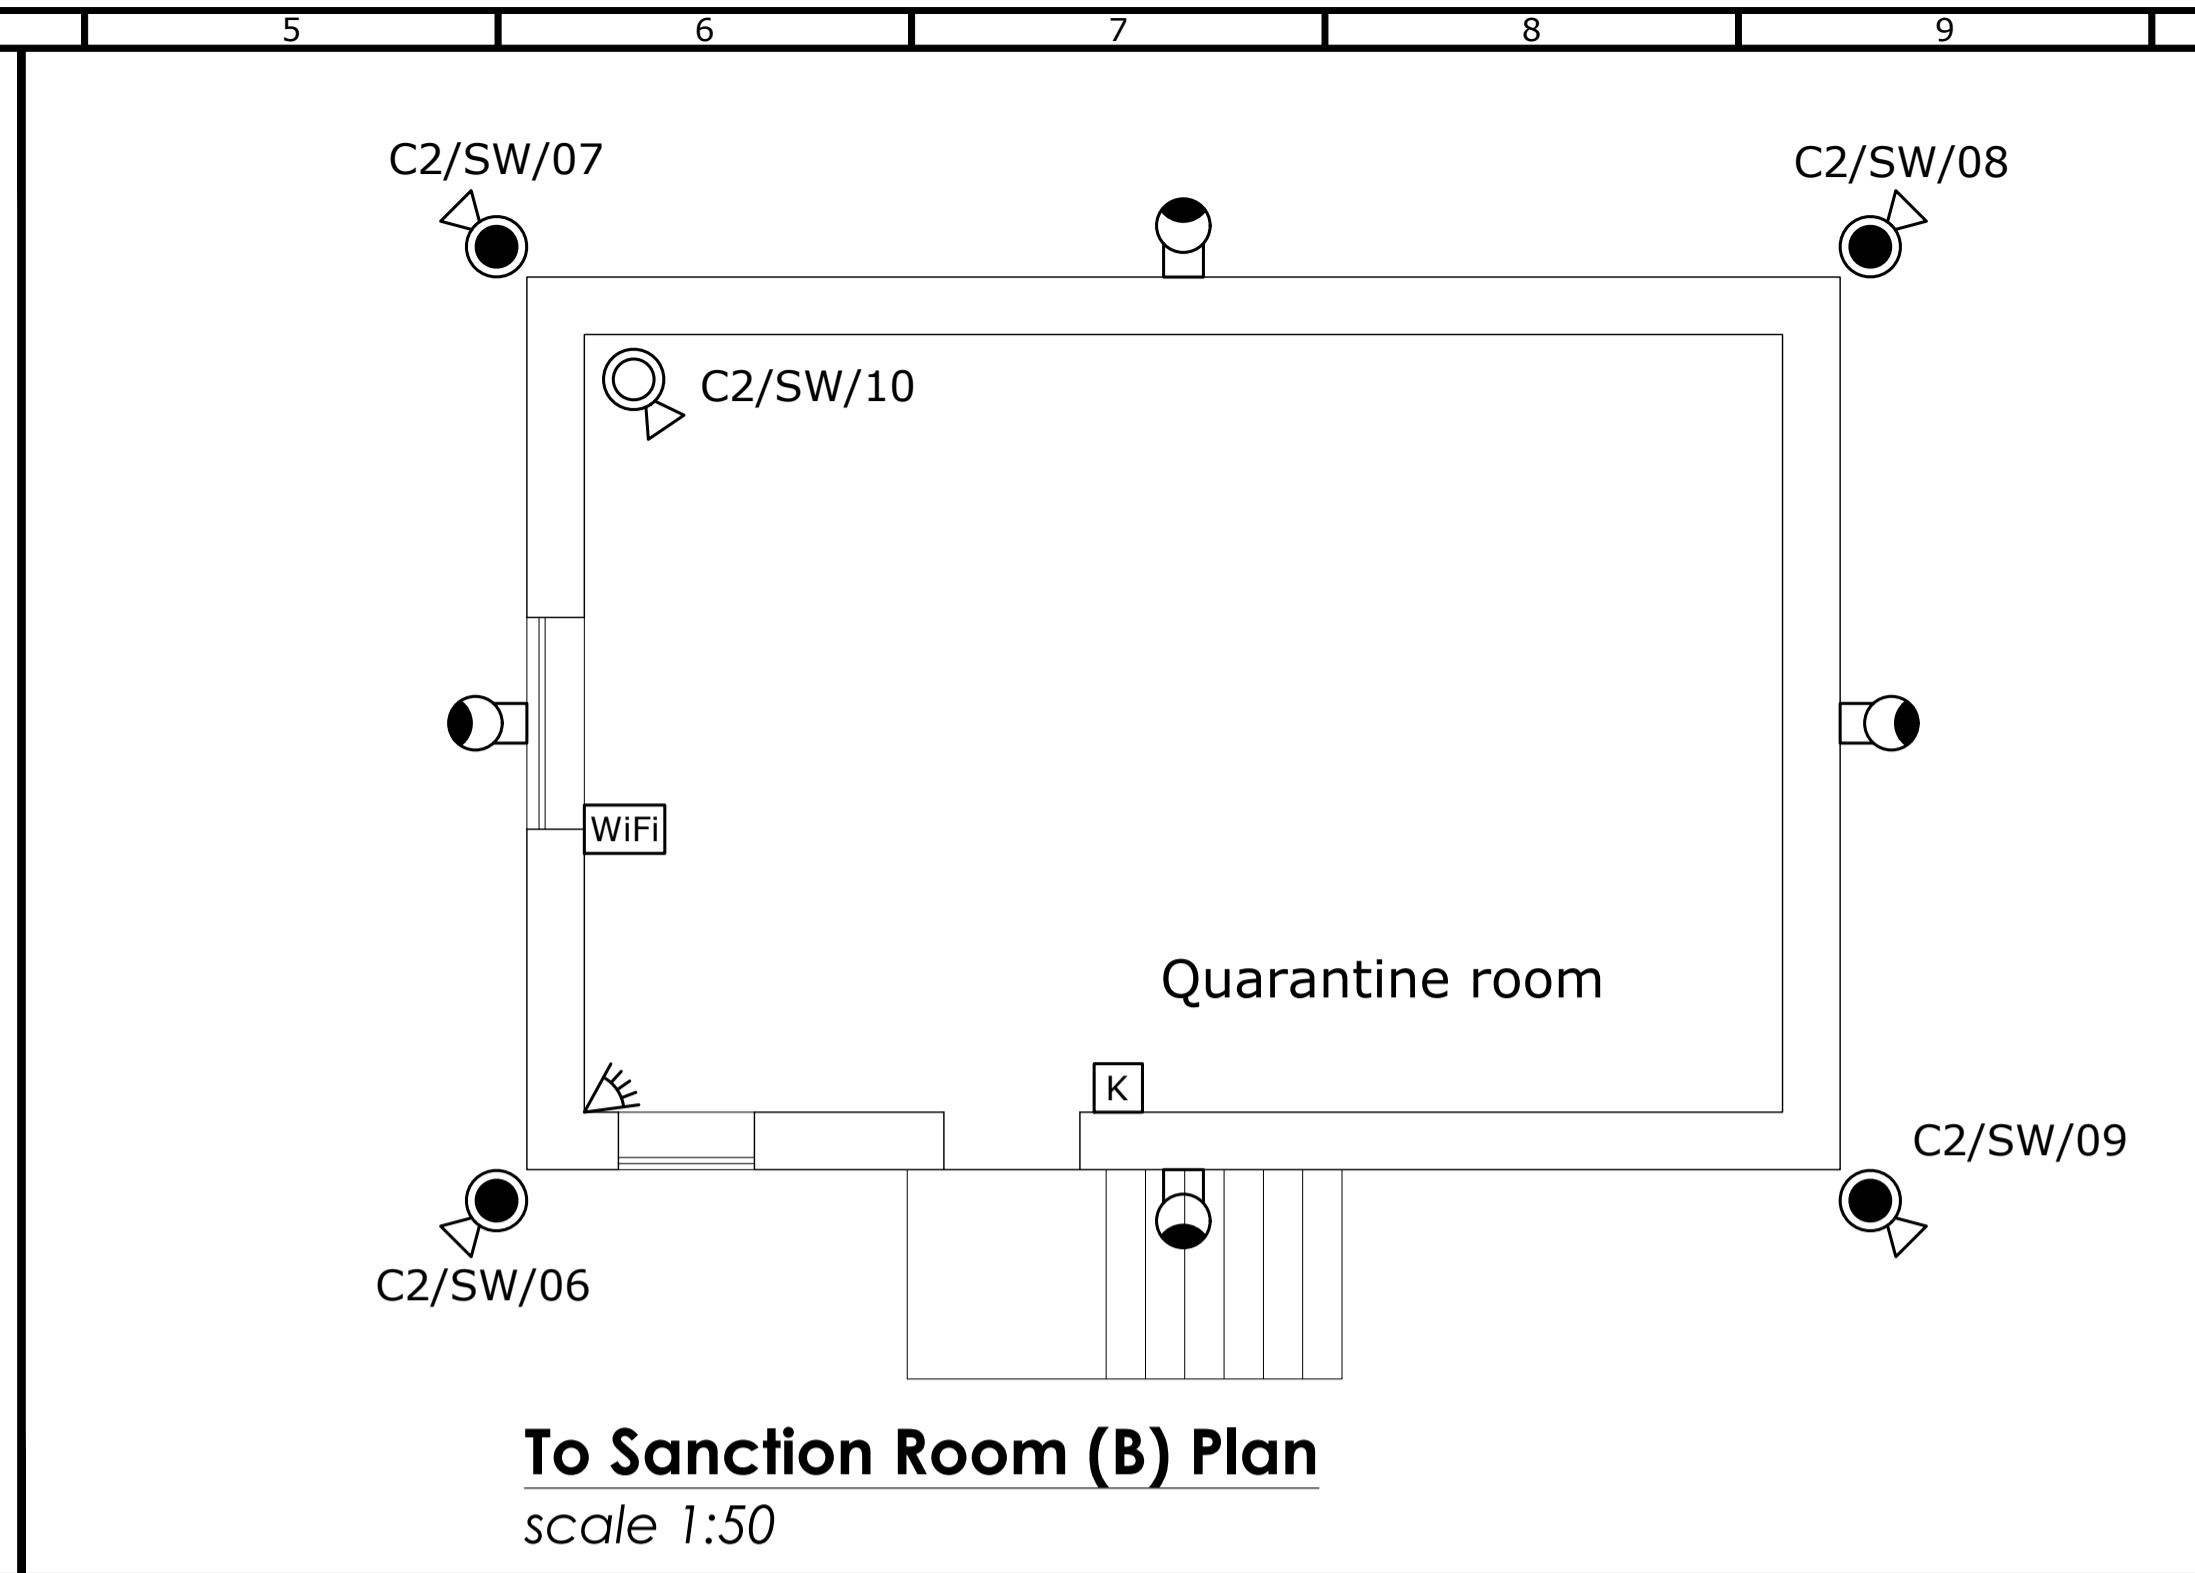 5 6 7 8 9
C2/SW/07
C2/SW/08
C2/SW/10
WiFi
Quarantine room
K
C2/SW/09
C2/SW/06
To Sanction Room (B) Plan
scale 1:50